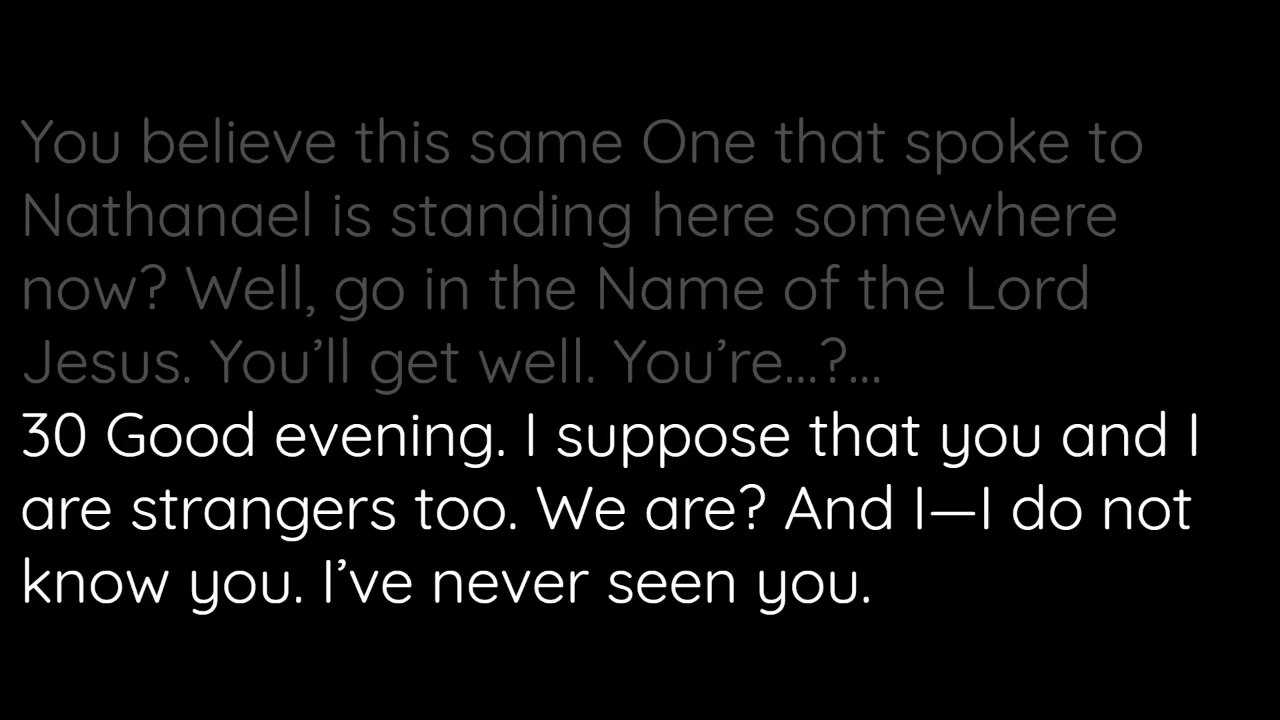 You believe this same One that spoke to
Nathanael is standing here somewhere
now? Well, go in the Name of the Lord
Jesus. You’ll get well. You’re...?...
30 Good evening. I suppose that you and I
are strangers too. We are? And I—I do not
know you. I’ve never seen you.